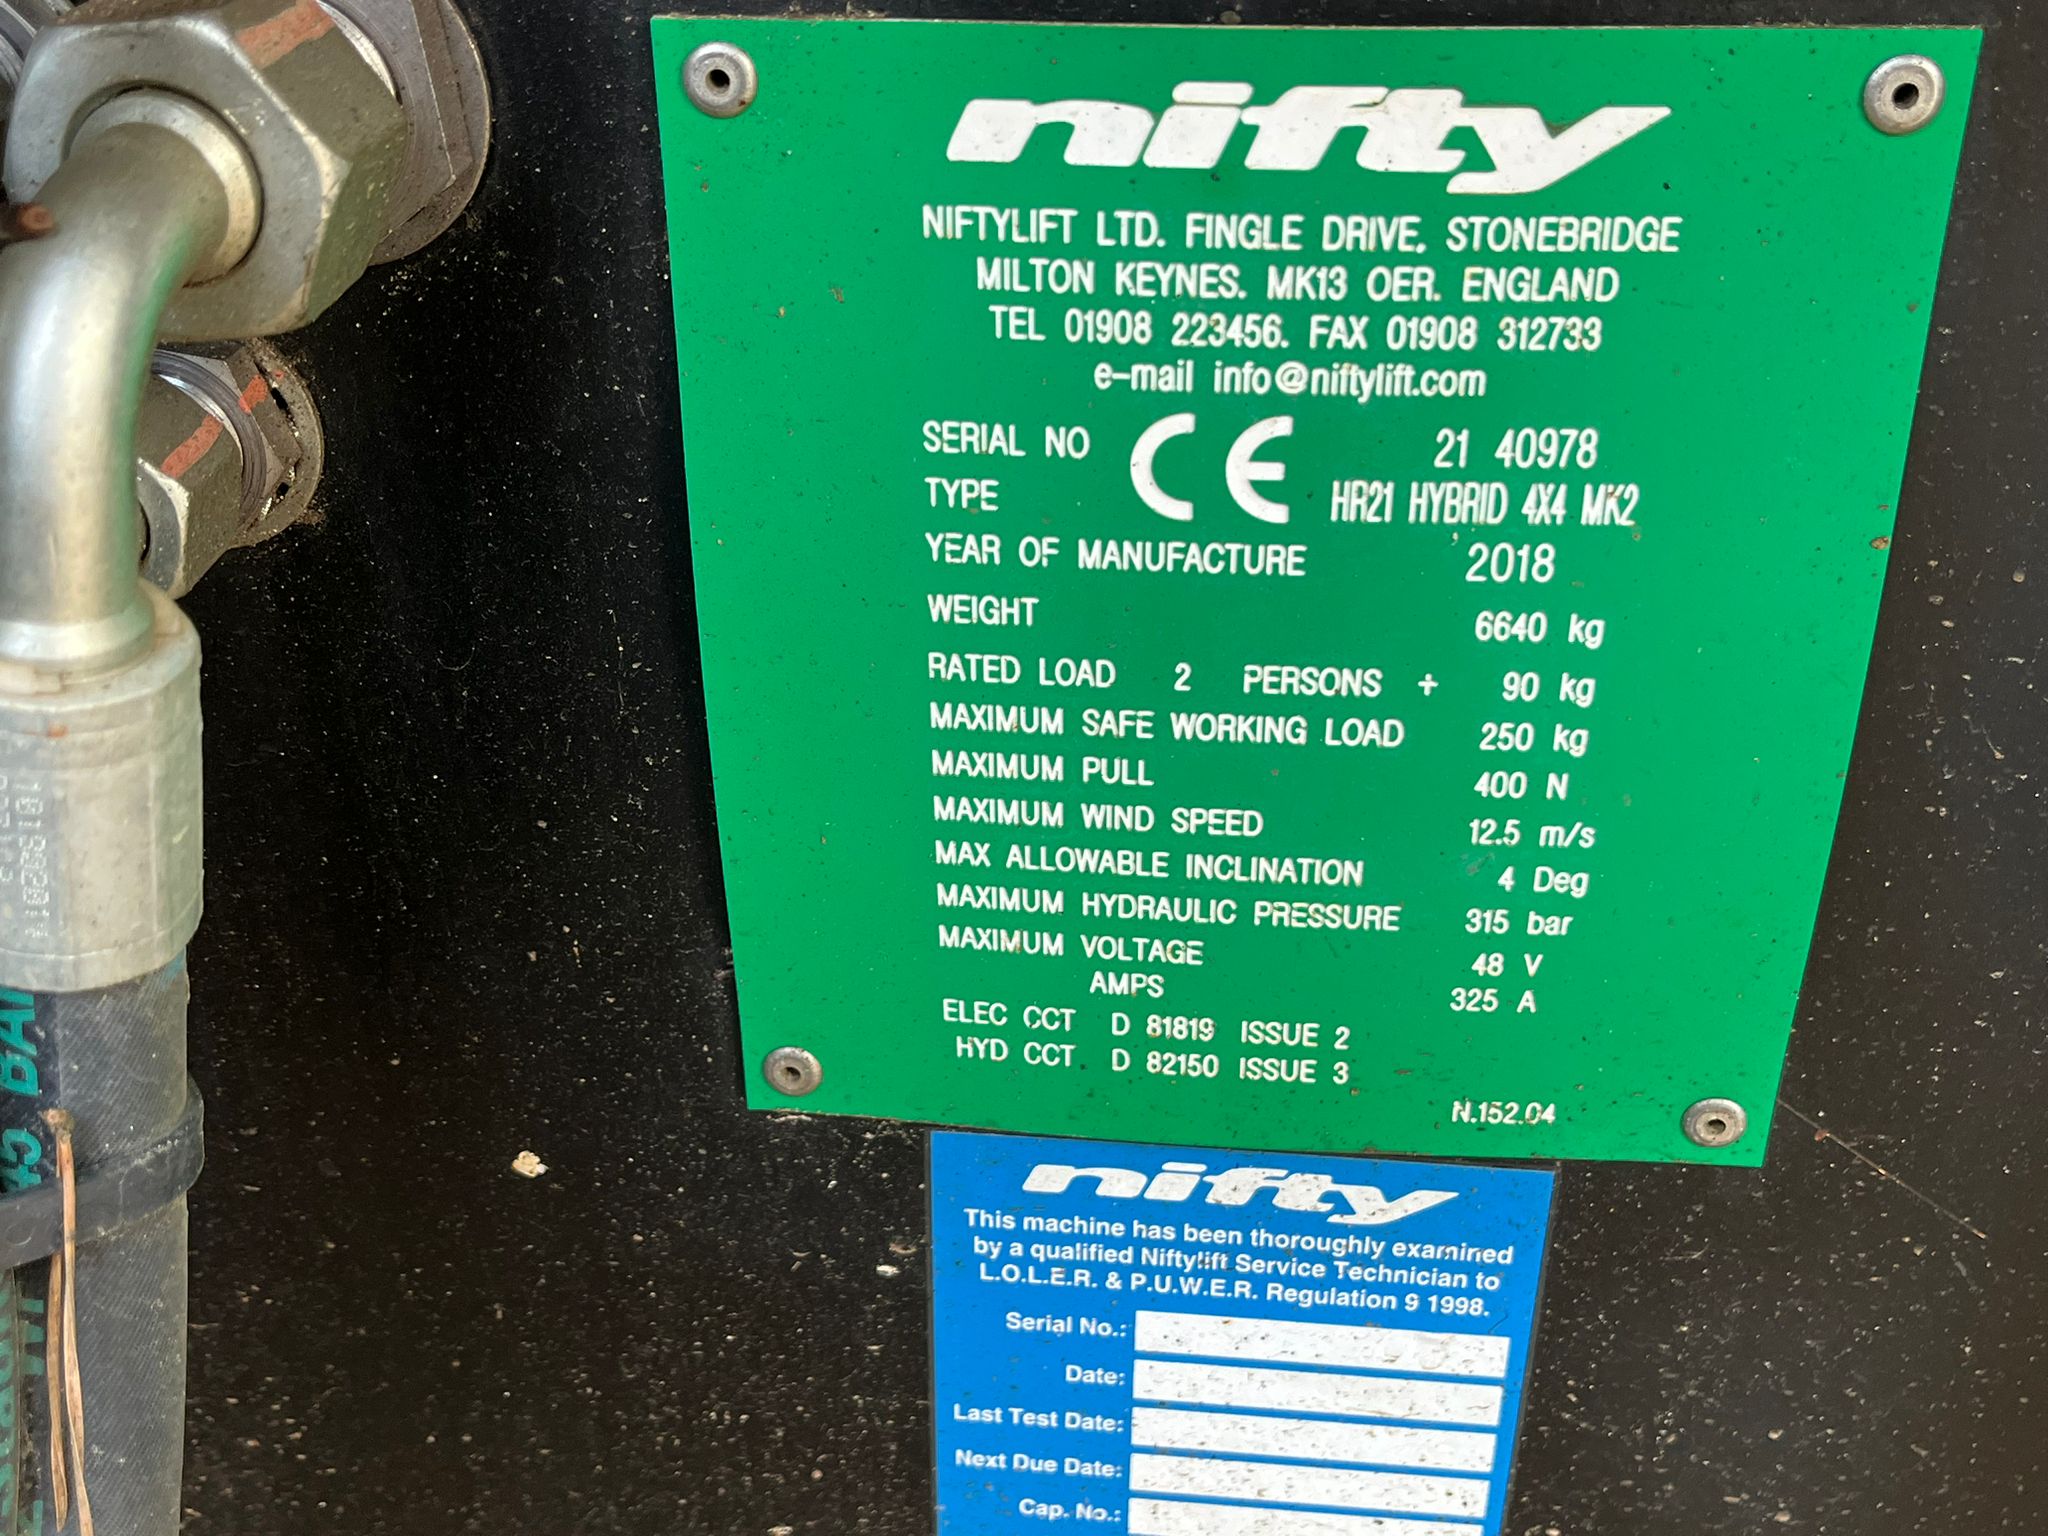 nifty
NIFTYLIFT LTD. FINGLE DRIVE. STONEBRIDGE
MILTON KEYNES. MK13 OER. ENGLAND
TEL 01908 223456. FAX 01908 312733
e-mail info@niftylift.com
SERIAL NO CE 21 40978
TYPE HR21 HYBRID 4X4 MK2
YEAR OF MANUFACTURE 2018
WEIGHT 6640 kg
RATED LOAD 2 PERSONS + 90 kg
MAXIMUM SAFE WORKING LOAD 250 kg
MAXIMUM PULL 400 N
MAXIMUM WIND SPEED 12.5 m/s
MAX ALLOWABLE INCLINATION 4 Deg
MAXIMUM HYDRAULIC PRESSURE 315 bar
MAXIMUM VOLTAGE 48 V
AMPS 325 A
ELEC CCT D 81819 ISSUE 2
HYD CCT D 82150 ISSUE 3
N.152.04
nifty
This machine has been thoroughly examined
by a qualified Niftylift Service Technician to
L.O.L.E.R. & P.U.W.E.R. Regulation 9 1998.
Serial No.:
Date:
Last Test Date:
Next Due Date:
Cap. No.: